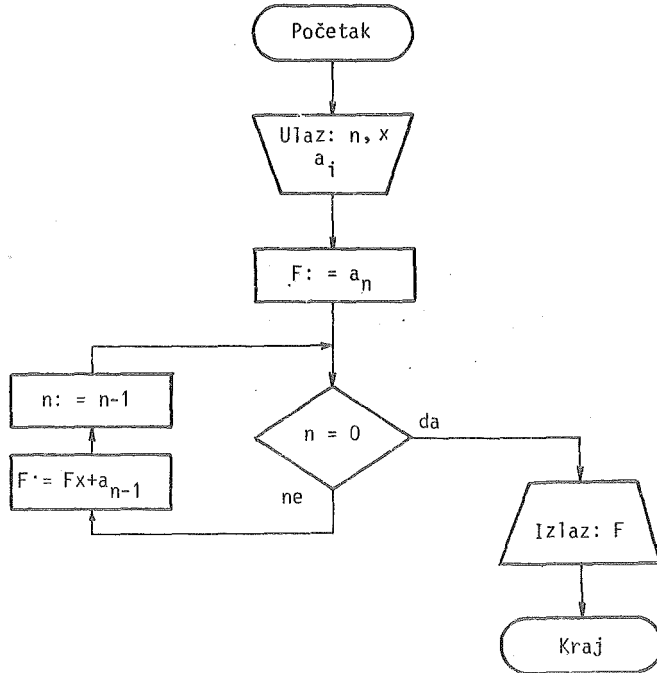 Početak
Ulaz: n, x
a_i
F: = a_n
n: = n-1
n = 0
da
F := Fx+a_{n-1}
ne
Izlaz: F
Kraj